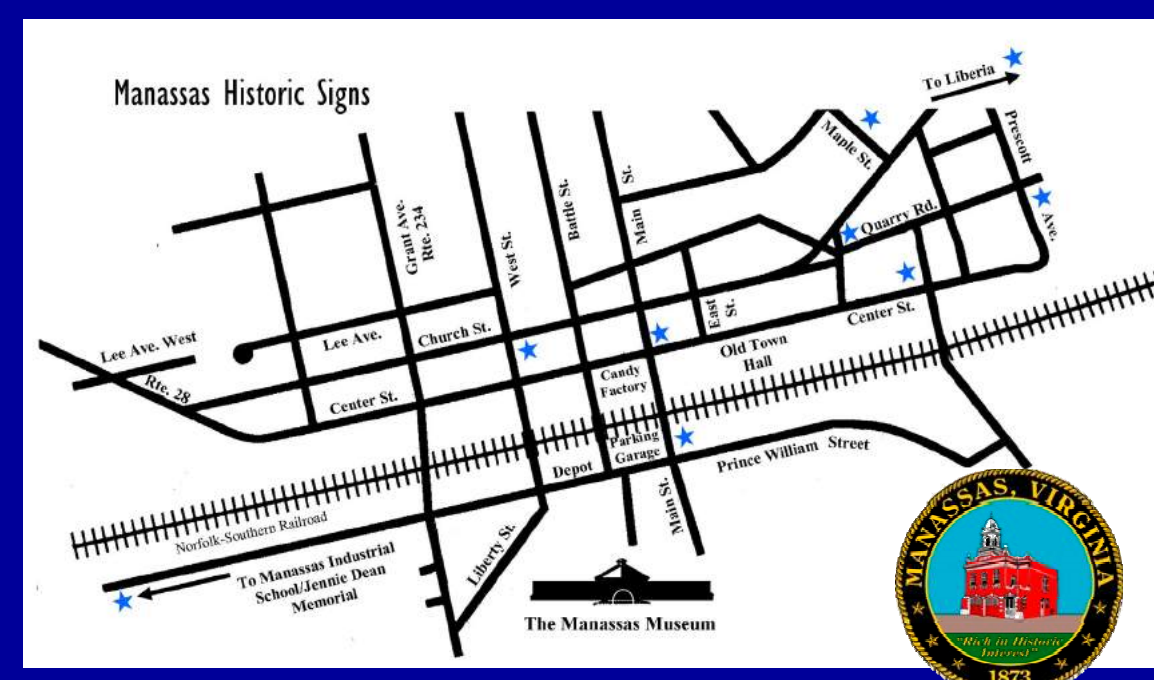 Manassas Historic Signs
To Liberia
Maple St.
Prescott
Ave.
Quarry Rd.
Grant Ave.
Rte. 234
West St.
Battle St.
Main
St.
East
St.
Center St.
Lee Ave. West
Rte. 28
Lee Ave.
Church St.
Center St.
Old Town
Hall
Candy
Factory
Parking
Garage
Depot
Prince William Street
Main St.
Liberty St.
Norfolk-Southern Railroad
To Manassas Industrial
School/Jennie Dean
Memorial
The Manassas Museum
MANASSAS, VIRGINIA
"Rich in Historic
Interest"
1873